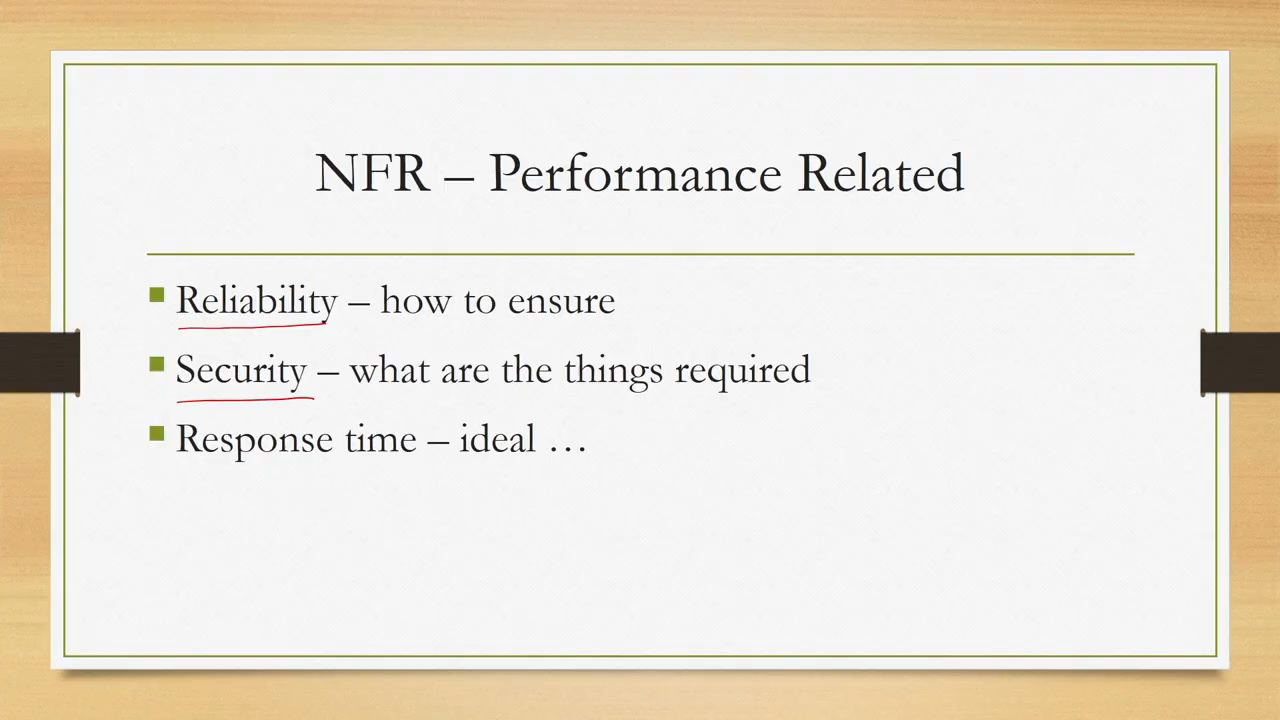 NFR – Performance Related
Reliability – how to ensure
Security – what are the things required
Response time – ideal …